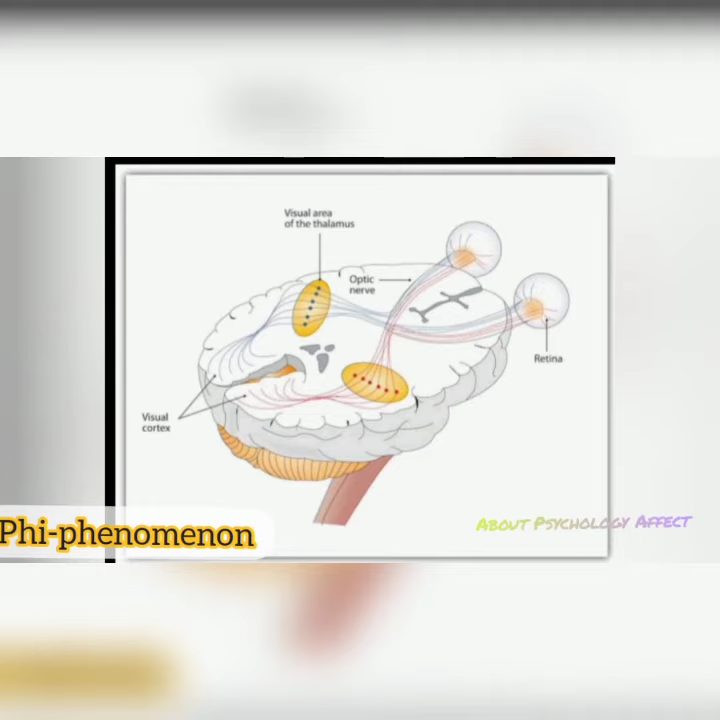 Visual area
of the thalamus
Optic
nerve
Retina
Visual
cortex
Phi-phenomenon
About Psychology Affect